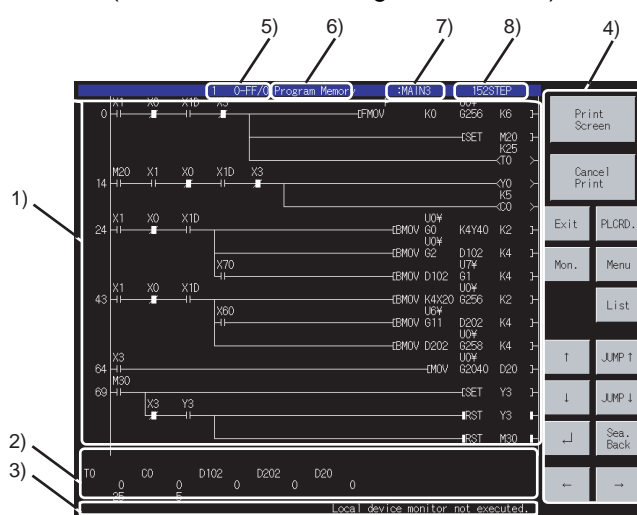 5) 6) 7) 8) 4)
1 0-FF/0 Program Memory :MAIN3 152STEP
X1 X0 X1D X3 U0¥
0 [FMOV K0 G256 K6 ]
[SET M20 ]
K25
<T0 >
M20 X1 X0 X1D X3
14 <Y0 >
K5
<C0 >
X1 X0 X1D U0¥
24 [BMOV G0 K4Y40 K2 ]
U0¥
[BMOV G2 D102 K4 ]
X70 U7¥
[BMOV D102 G1 K4 ]
X1 X0 X1D U0¥
43 [BMOV K4X20 G256 K2 ]
X60 U6¥
[BMOV G11 D202 K4 ]
U0¥
[BMOV D202 G258 K4 ]
X3 U0¥
64 [MOV G2040 D20 ]
M30
69 [SET Y3 ]
X3 Y3
RST Y3
RST M30
T0 C0 D102 D202 D20
0 0 0 0 0
25 5
Local device monitor not executed.
1)
2)
3)
Print
Screen
Cancel
Print
Exit PLCRD.
Mon. Menu
List
↑ JUMP↑
↓ JUMP↓
↵ Sea.
Back
← →